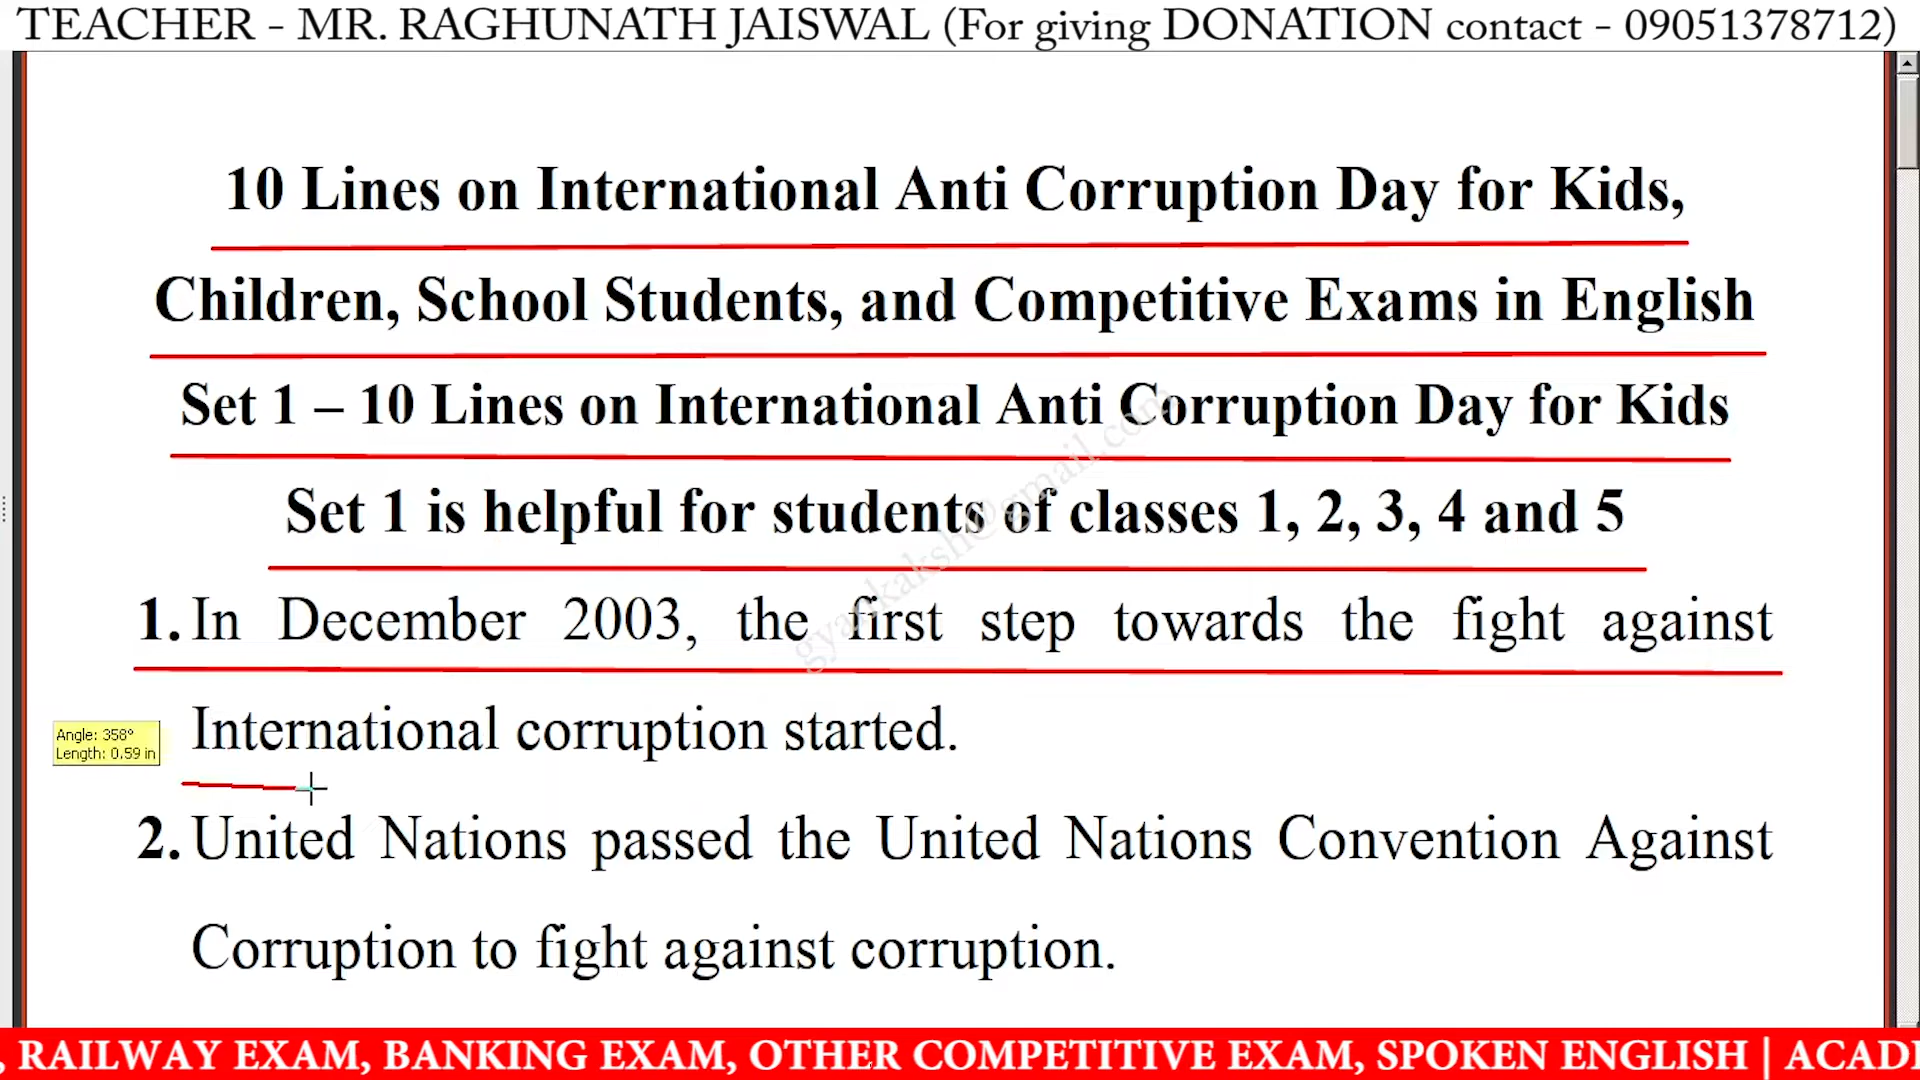 TEACHER - MR. RAGHUNATH JAISWAL (For giving DONATION contact - 09051378712)
10 Lines on International Anti Corruption Day for Kids,
Children, School Students, and Competitive Exams in English
Set 1 – 10 Lines on International Anti Corruption Day for Kids
Set 1 is helpful for students of classes 1, 2, 3, 4 and 5
gyankaksh@gmail.com
1. In December 2003, the first step towards the fight against
International corruption started.
Angle: 358°
Length: 0.59 in
2. United Nations passed the United Nations Convention Against
Corruption to fight against corruption.
, RAILWAY EXAM, BANKING EXAM, OTHER COMPETITIVE EXAM, SPOKEN ENGLISH | ACAD